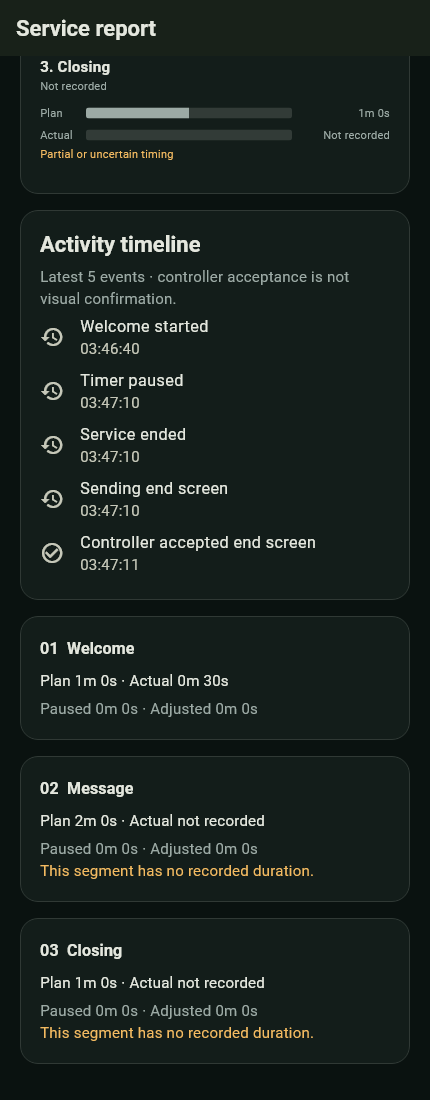 Service report
3. Closing
Not recorded
Plan 1m 0s
Actual Not recorded
Partial or uncertain timing
Activity timeline
Latest 5 events · controller acceptance is not
visual confirmation.
Welcome started
03:46:40
Timer paused
03:47:10
Service ended
03:47:10
Sending end screen
03:47:10
Controller accepted end screen
03:47:11
01 Welcome
Plan 1m 0s · Actual 0m 30s
Paused 0m 0s · Adjusted 0m 0s
02 Message
Plan 2m 0s · Actual not recorded
Paused 0m 0s · Adjusted 0m 0s
This segment has no recorded duration.
03 Closing
Plan 1m 0s · Actual not recorded
Paused 0m 0s · Adjusted 0m 0s
This segment has no recorded duration.